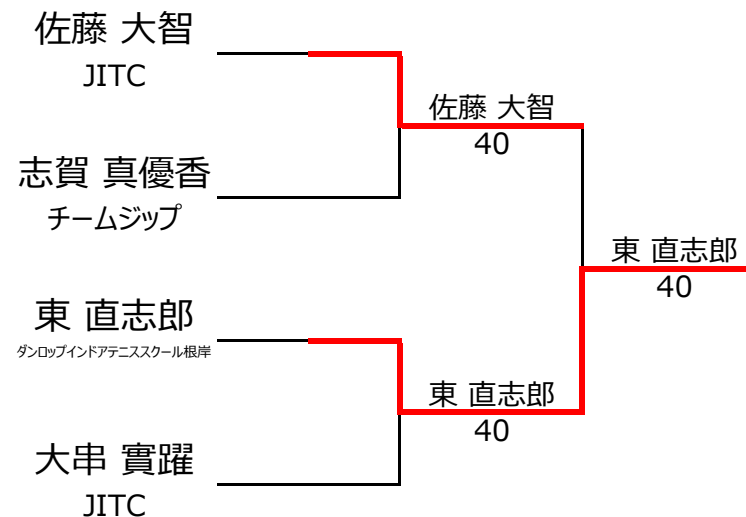 佐藤 大智
JITC
志賀 真優香
チームジップ
東 直志郎
ダンロップインドアテニススクール根岸
大串 實躍
JITC
佐藤 大智
40
東 直志郎
40
東 直志郎
40